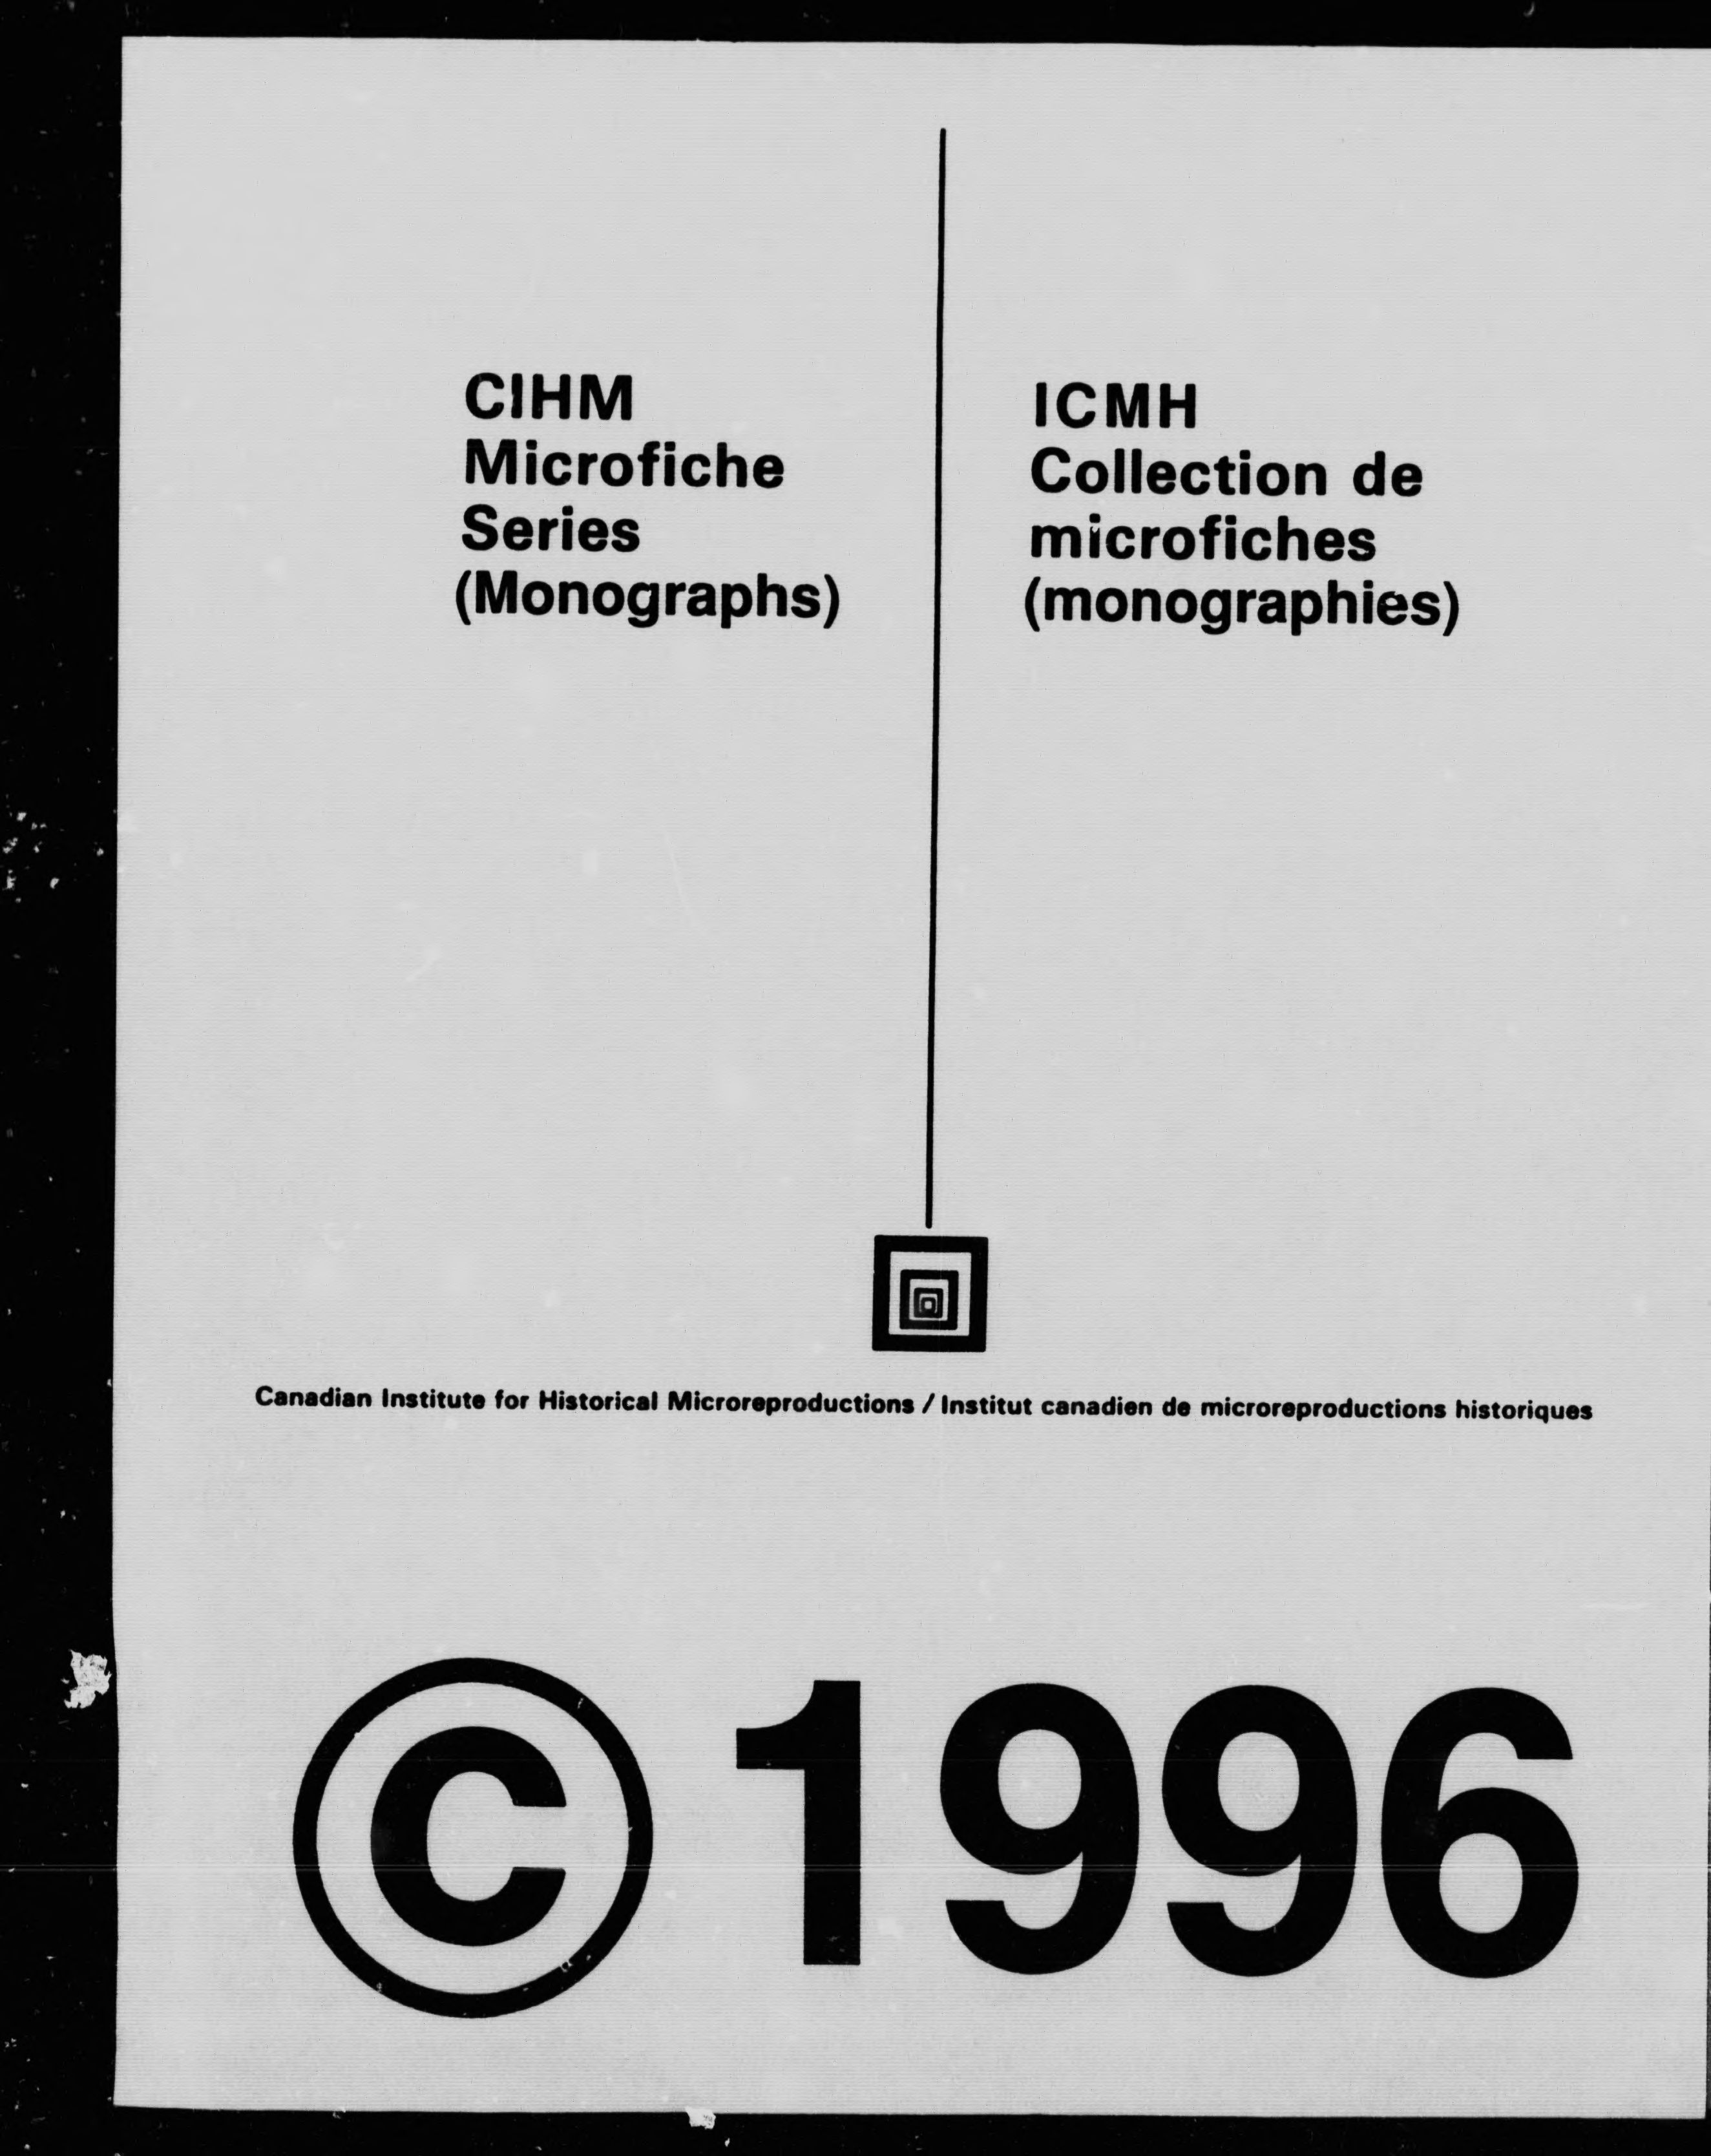 CIHM
Microfiche
Series
(Monographs)
ICMH
Collection de
microfiches
(monographies)
Canadian Institute for Historical Microreproductions / Institut canadien de microreproductions historiques
© 1996